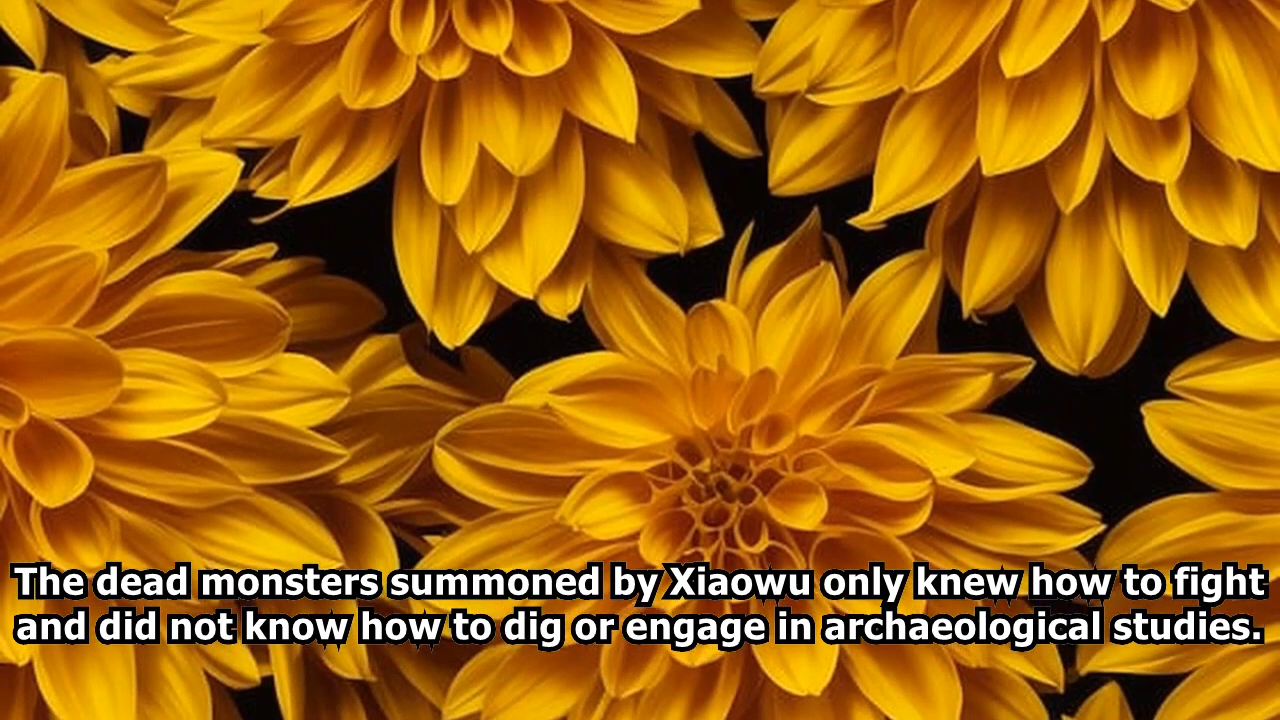 The dead monsters summoned by Xiaowu only knew how to fight
and did not know how to dig or engage in archaeological studies.